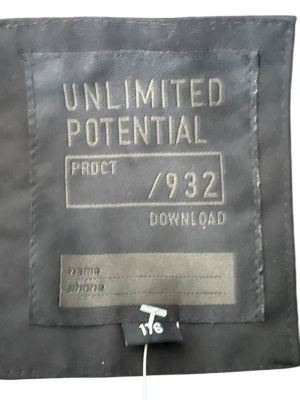 UNLIMITED
POTENTIAL
PRDCT
/932
DOWNLOAD
name
phone
176